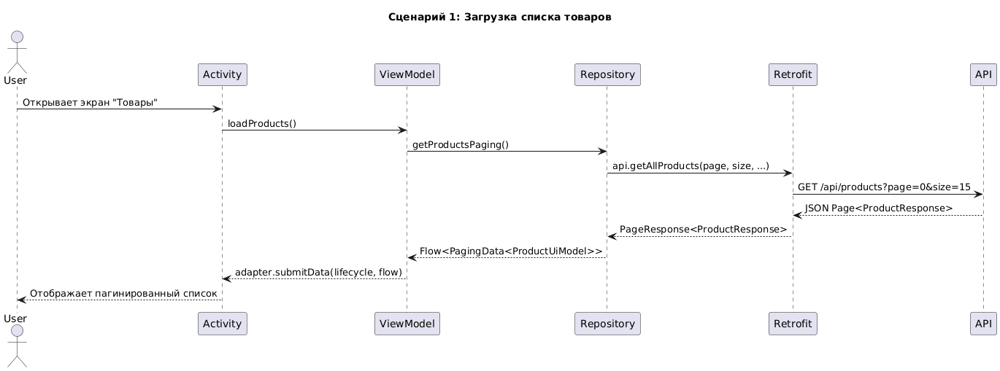 Сценарий 1: Загрузка списка товаров
User
Activity
ViewModel
Repository
Retrofit
API
Открывает экран "Товары"
loadProducts()
getProductsPaging()
api.getAllProducts(page, size, ...)
GET /api/products?page=0&size=15
JSON Page<ProductResponse>
PageResponse<ProductResponse>
Flow<PagingData<ProductUiModel>>
adapter.submitData(lifecycle, flow)
Отображает пагинированный список
User
Activity
ViewModel
Repository
Retrofit
API